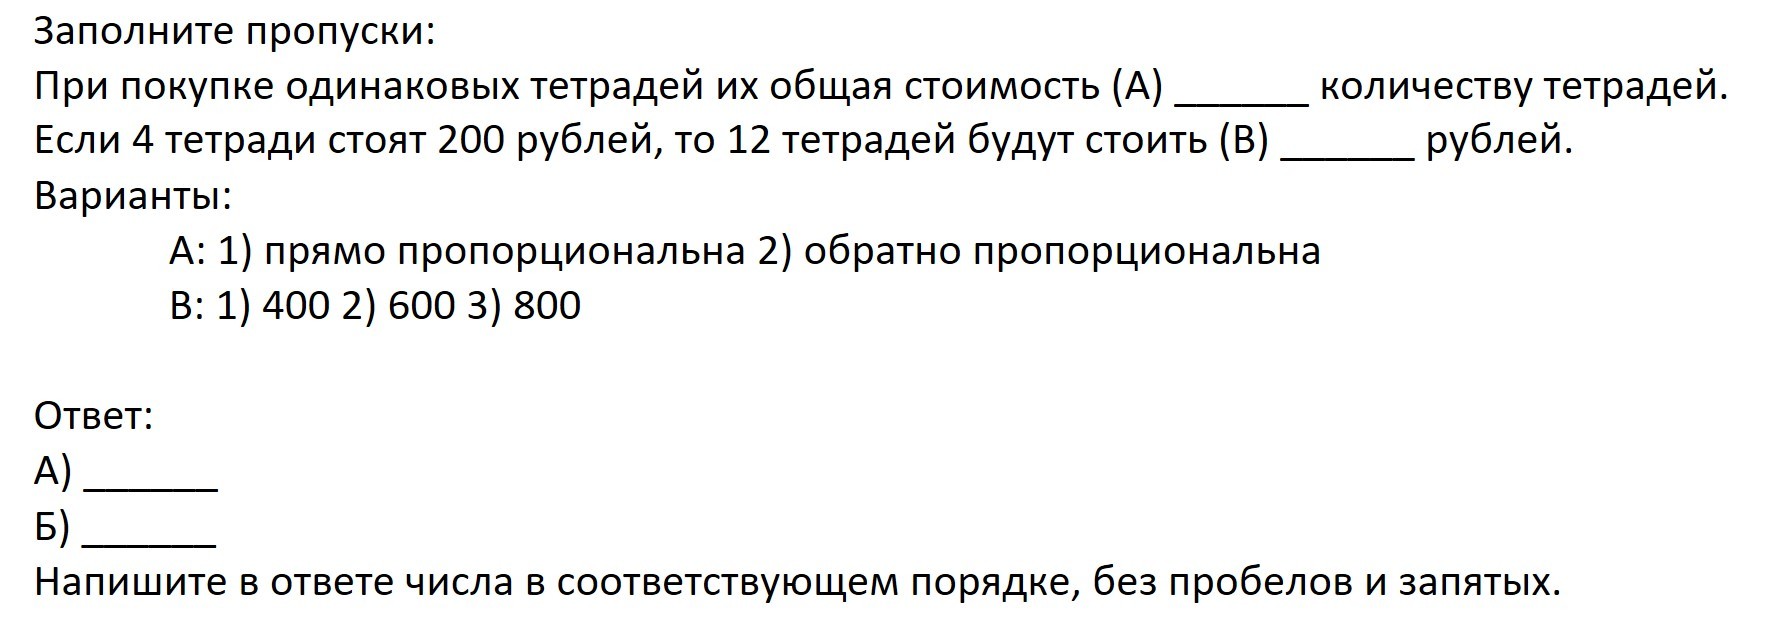 Заполните пропуски:
При покупке одинаковых тетрадей их общая стоимость (А) ______ количеству тетрадей.
Если 4 тетради стоят 200 рублей, то 12 тетрадей будут стоить (В) ______ рублей.
Варианты:
А: 1) прямо пропорциональна 2) обратно пропорциональна
В: 1) 400 2) 600 3) 800
Ответ:
А) ______
Б) ______
Напишите в ответе числа в соответствующем порядке, без пробелов и запятых.